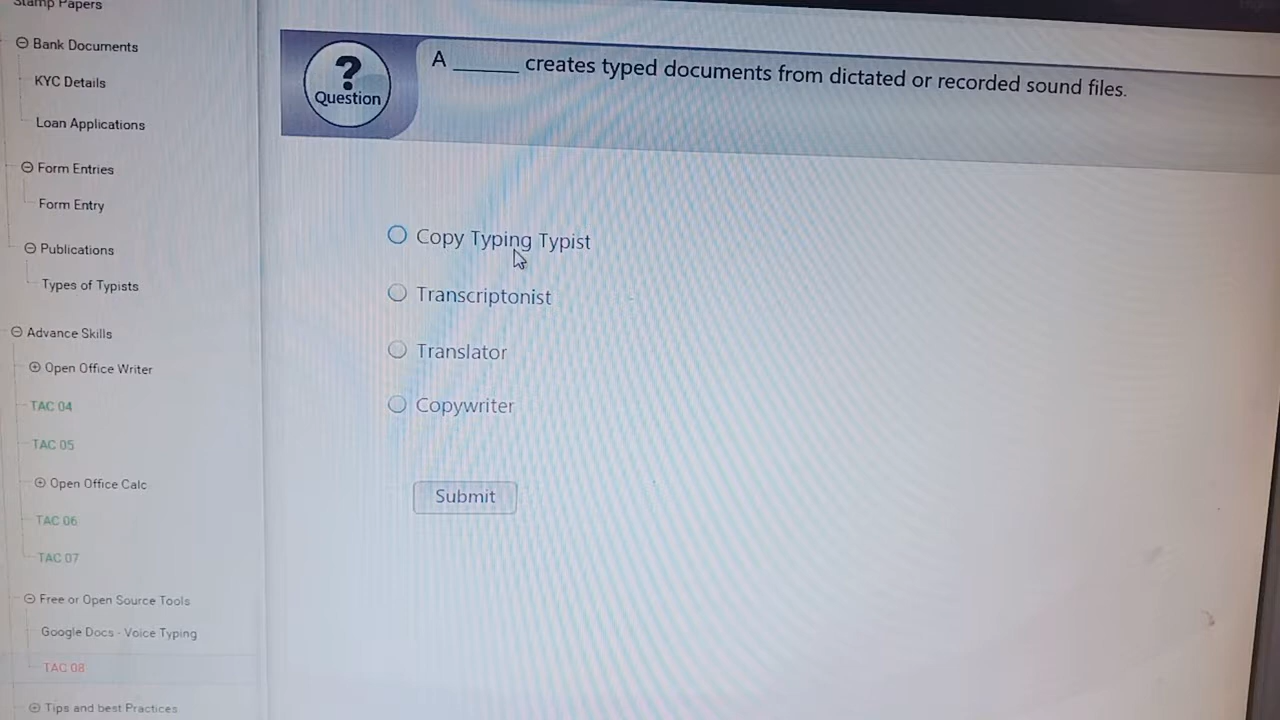 Stamp Papers
Bank Documents
KYC Details
Loan Applications
Form Entries
Form Entry
Publications
Types of Typists
Advance Skills
Open Office Writer
TAC 04
TAC 05
Open Office Calc
TAC 06
TAC 07
Free or Open Source Tools
Google Docs - Voice Typing
TAC 08
Tips and best Practices
?
Question
A ______ creates typed documents from dictated or recorded sound files.
Copy Typing Typist
Transcriptonist
Translator
Copywriter
Submit